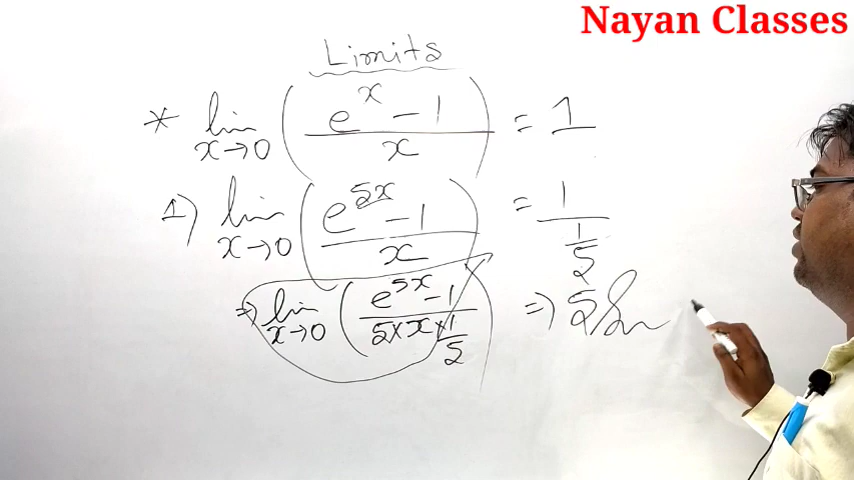 Nayan Classes
Limits
* lim x→0 ( (e^x - 1) / x ) = 1
1) lim x→0 ( (e^5x - 1) / x ) = 1 / (1/5)
⇒ lim x→0 ( (e^5x - 1) / (5 × x × 1/5) ) ⇒ 5